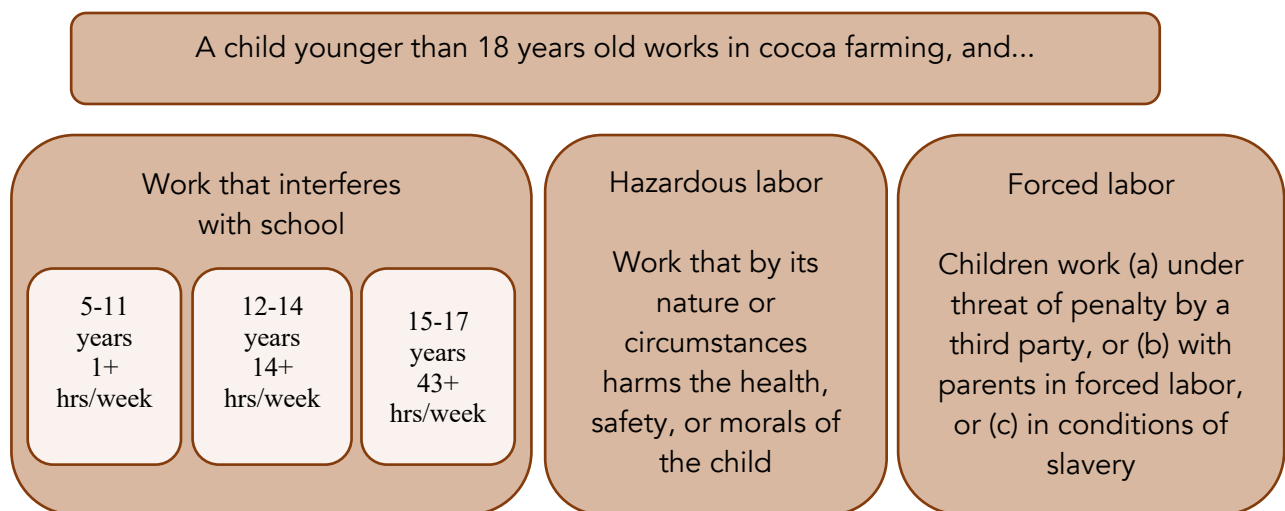 A child younger than 18 years old works in cocoa farming, and...
Work that interferes
with school
5-11
years
1+
hrs/week
12-14
years
14+
hrs/week
15-17
years
43+
hrs/week
Hazardous labor
Work that by its
nature or
circumstances
harms the health,
safety, or morals of
the child
Forced labor
Children work (a) under
threat of penalty by a
third party, or (b) with
parents in forced labor,
or (c) in conditions of
slavery